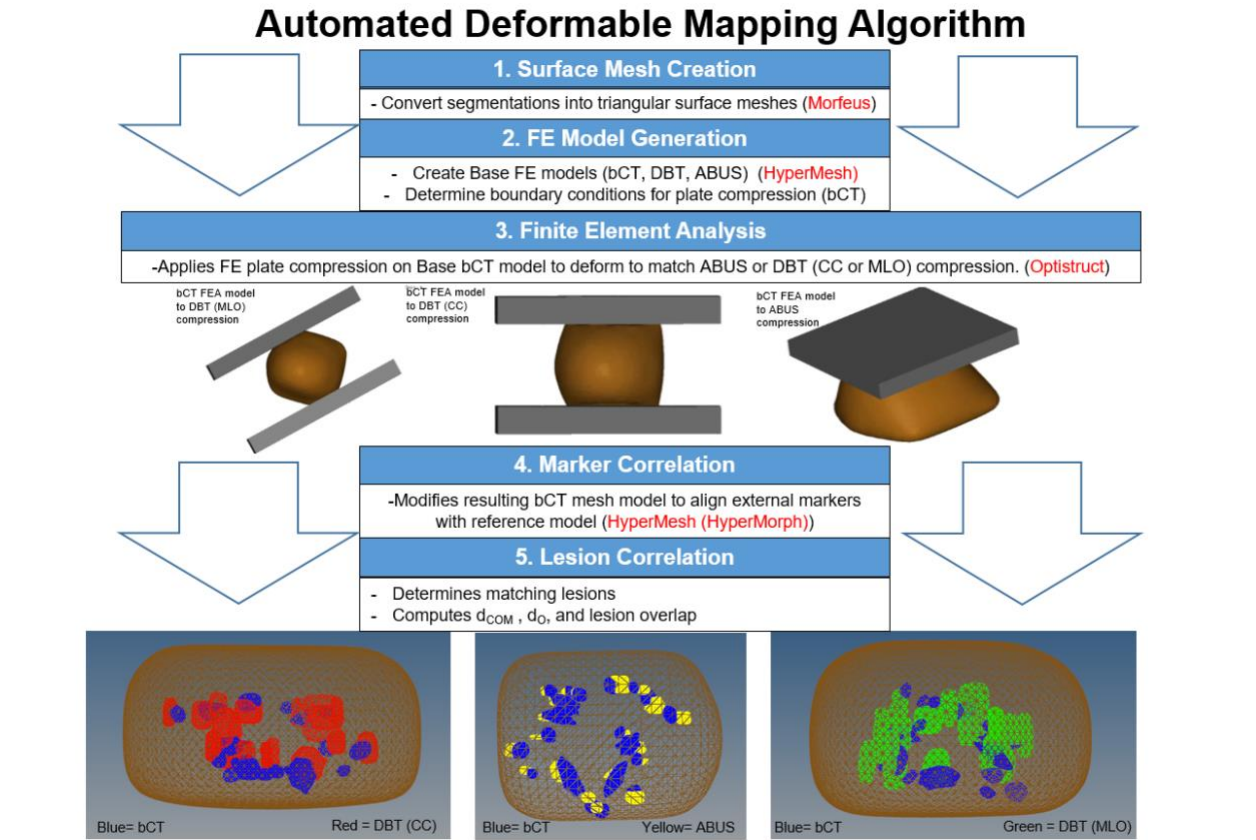 Automated Deformable Mapping Algorithm
1. Surface Mesh Creation
- Convert segmentations into triangular surface meshes (Morfeus)
2. FE Model Generation
- Create Base FE models (bCT, DBT, ABUS) (HyperMesh)
- Determine boundary conditions for plate compression (bCT)
3. Finite Element Analysis
-Applies FE plate compression on Base bCT model to deform to match ABUS or DBT (CC or MLO) compression. (Optistruct)
bCT FEA model
to DBT (MLO)
compression
bCT FEA model
to DBT (CC)
compression
bCT FEA model
to ABUS
compression
4. Marker Correlation
-Modifies resulting bCT mesh model to align external markers
with reference model (HyperMesh (HyperMorph))
5. Lesion Correlation
- Determines matching lesions
- Computes dCOM , dO, and lesion overlap
Blue= bCT
Red = DBT (CC)
Blue= bCT
Yellow= ABUS
Blue= bCT
Green = DBT (MLO)